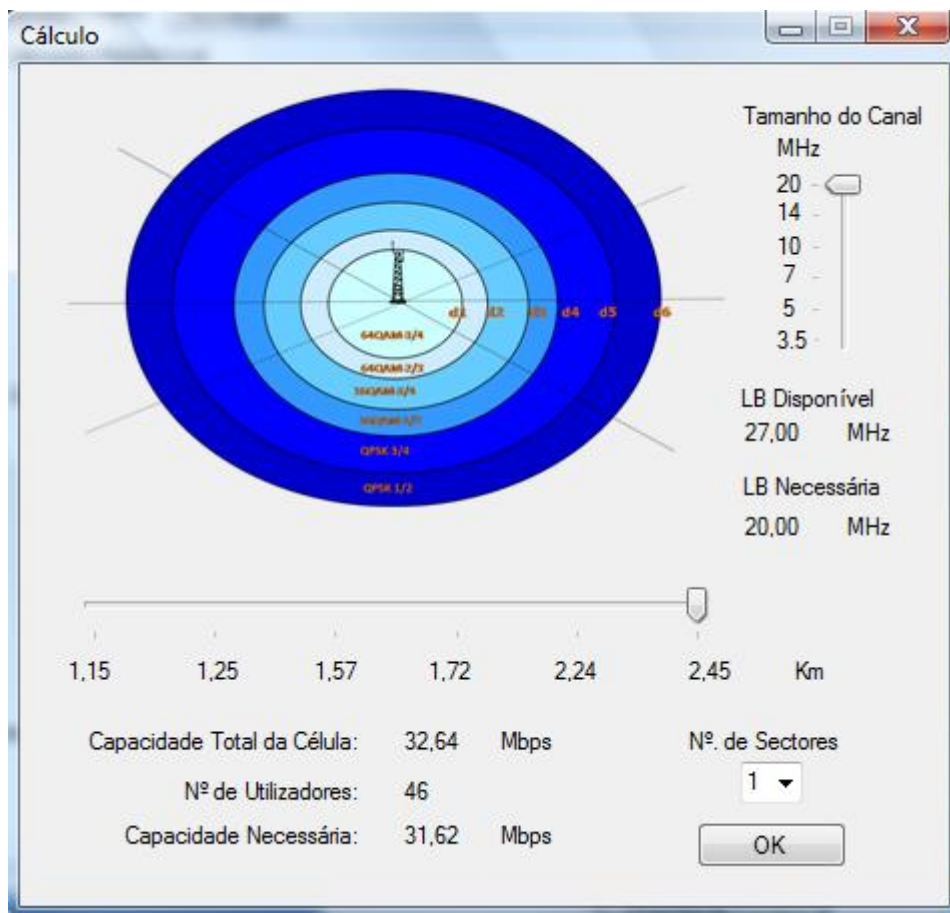 Cálculo
Tamanho do Canal
MHz
20
14
10
7
5
3.5
d1 d2 d3 d4 d5 d6
64QAM-3/4
64QAM-2/3
16QAM-3/4
16QAM-1/2
QPSK 3/4
QPSK 1/2
LB Disponível
27,00 MHz
LB Necessária
20,00 MHz
1,15 1,25 1,57 1,72 2,24 2,45 Km
Capacidade Total da Célula: 32,64 Mbps
Nº. de Sectores
1
Nº de Utilizadores: 46
Capacidade Necessária: 31,62 Mbps
OK